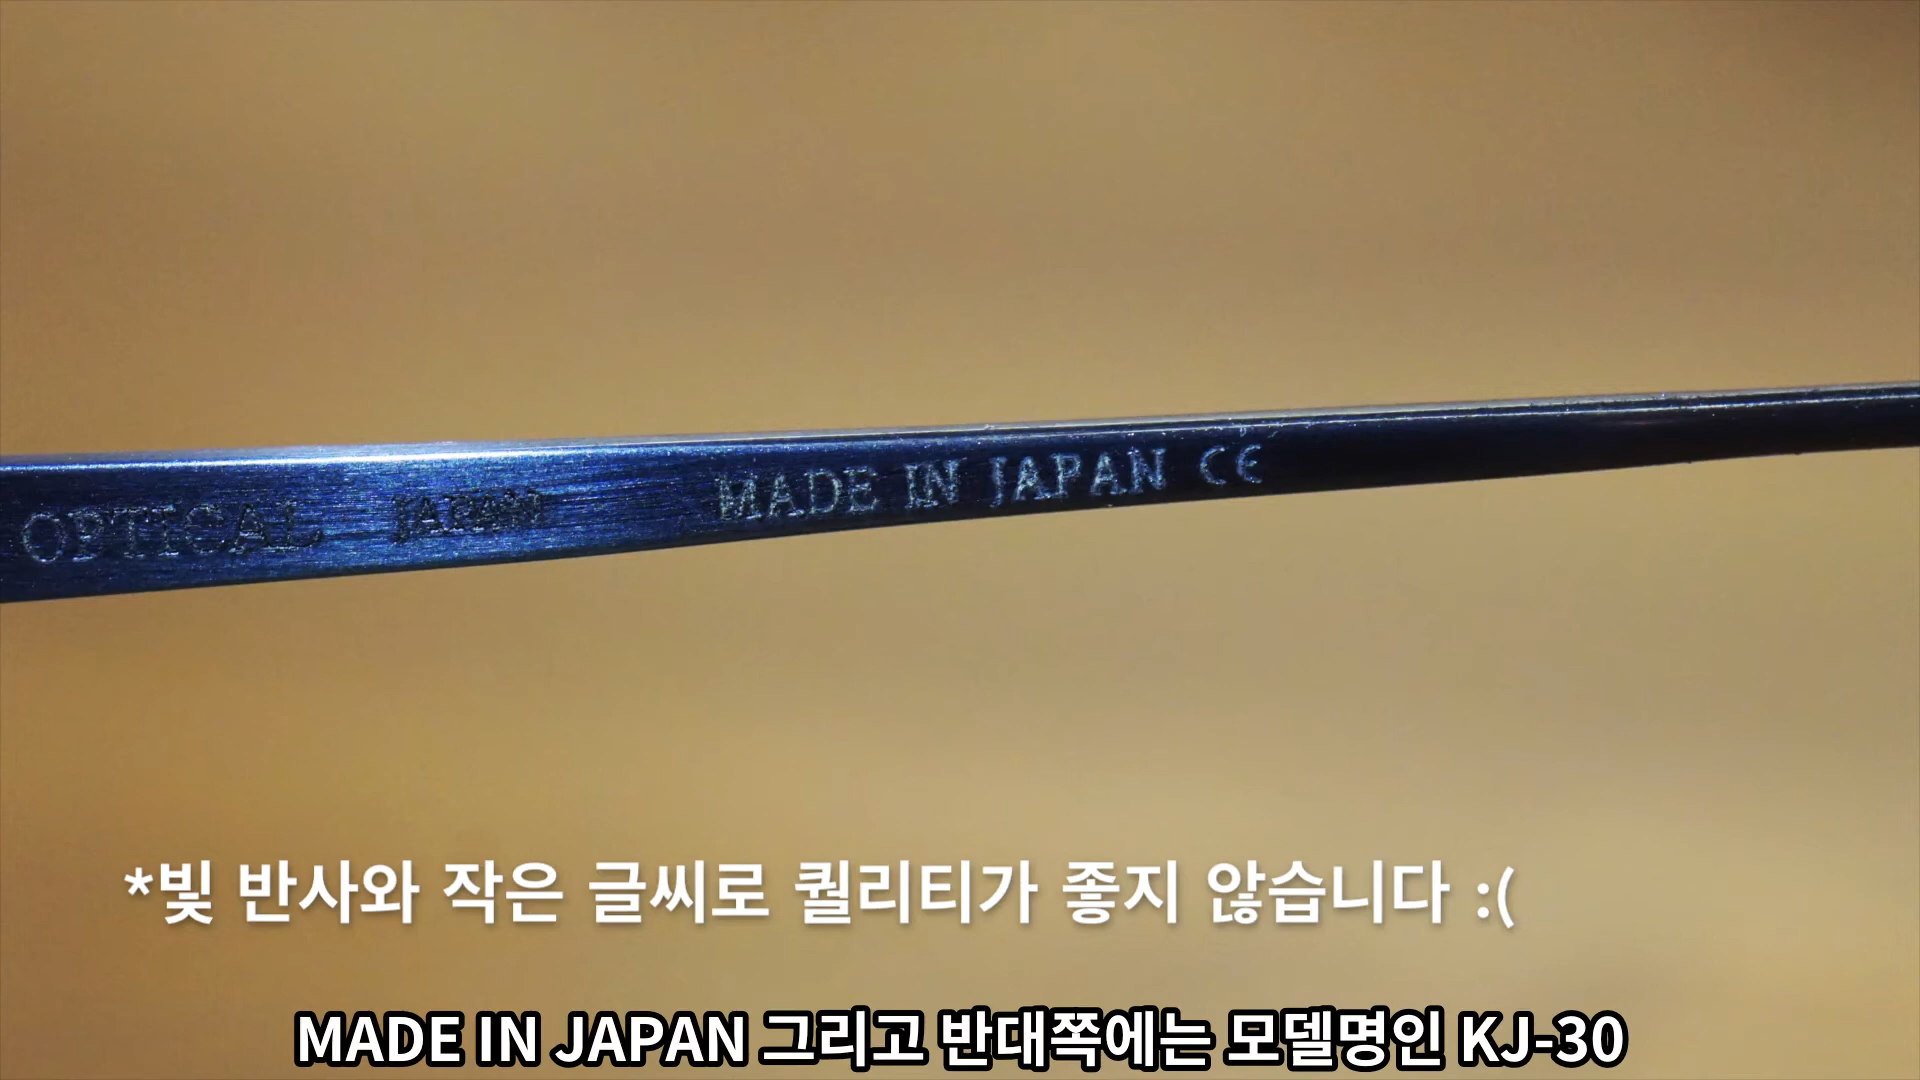 OPTICAL JAPAN MADE IN JAPAN CE
*빛 반사와 작은 글씨로 퀄리티가 좋지 않습니다 :(
MADE IN JAPAN 그리고 반대쪽에는 모델명인 KJ-30